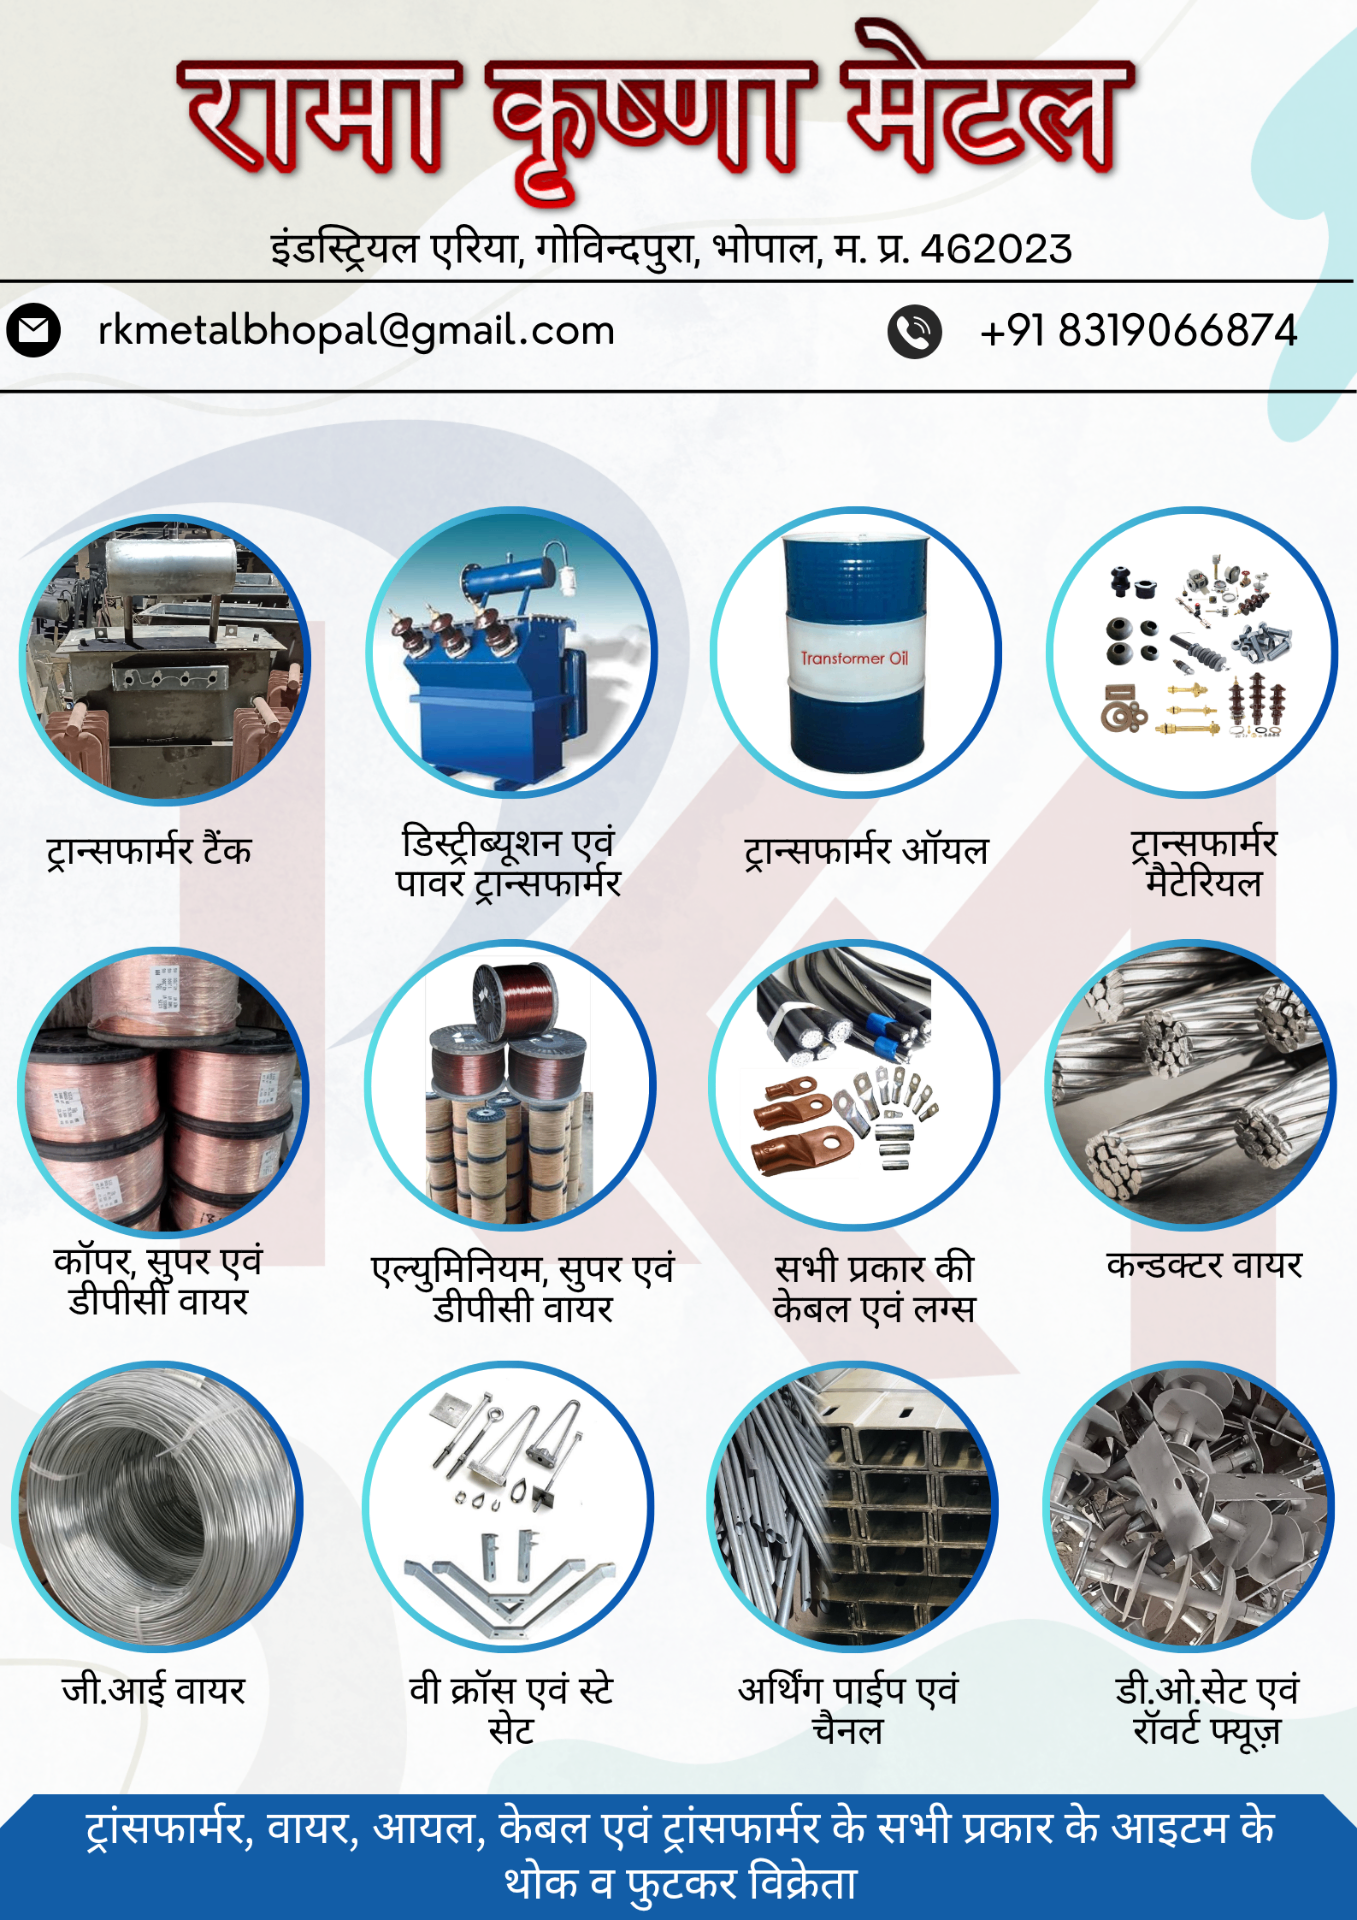 रामा कृष्णा मेटल
इंडस्ट्रियल एरिया, गोविन्दपुरा, भोपाल, म. प्र. 462023
rkmetalbhopal@gmail.com
+91 8319066874
Transformer Oil
ट्रान्सफार्मर टैंक
डिस्ट्रीब्यूशन एवं
पावर ट्रान्सफार्मर
ट्रान्सफार्मर ऑयल
ट्रान्सफार्मर
मैटेरियल
कॉपर, सुपर एवं
डीपीसी वायर
एल्युमिनियम, सुपर एवं
डीपीसी वायर
सभी प्रकार की
केबल एवं लग्स
कन्डक्टर वायर
जी.आई वायर
वी क्रॉस एवं स्टे
सेट
अर्थिंग पाईप एवं
चैनल
डी.ओ.सेट एवं
रॉवर्ट फ्यूज़
ट्रांसफार्मर, वायर, आयल, केबल एवं ट्रांसफार्मर के सभी प्रकार के आइटम के
थोक व फुटकर विक्रेता